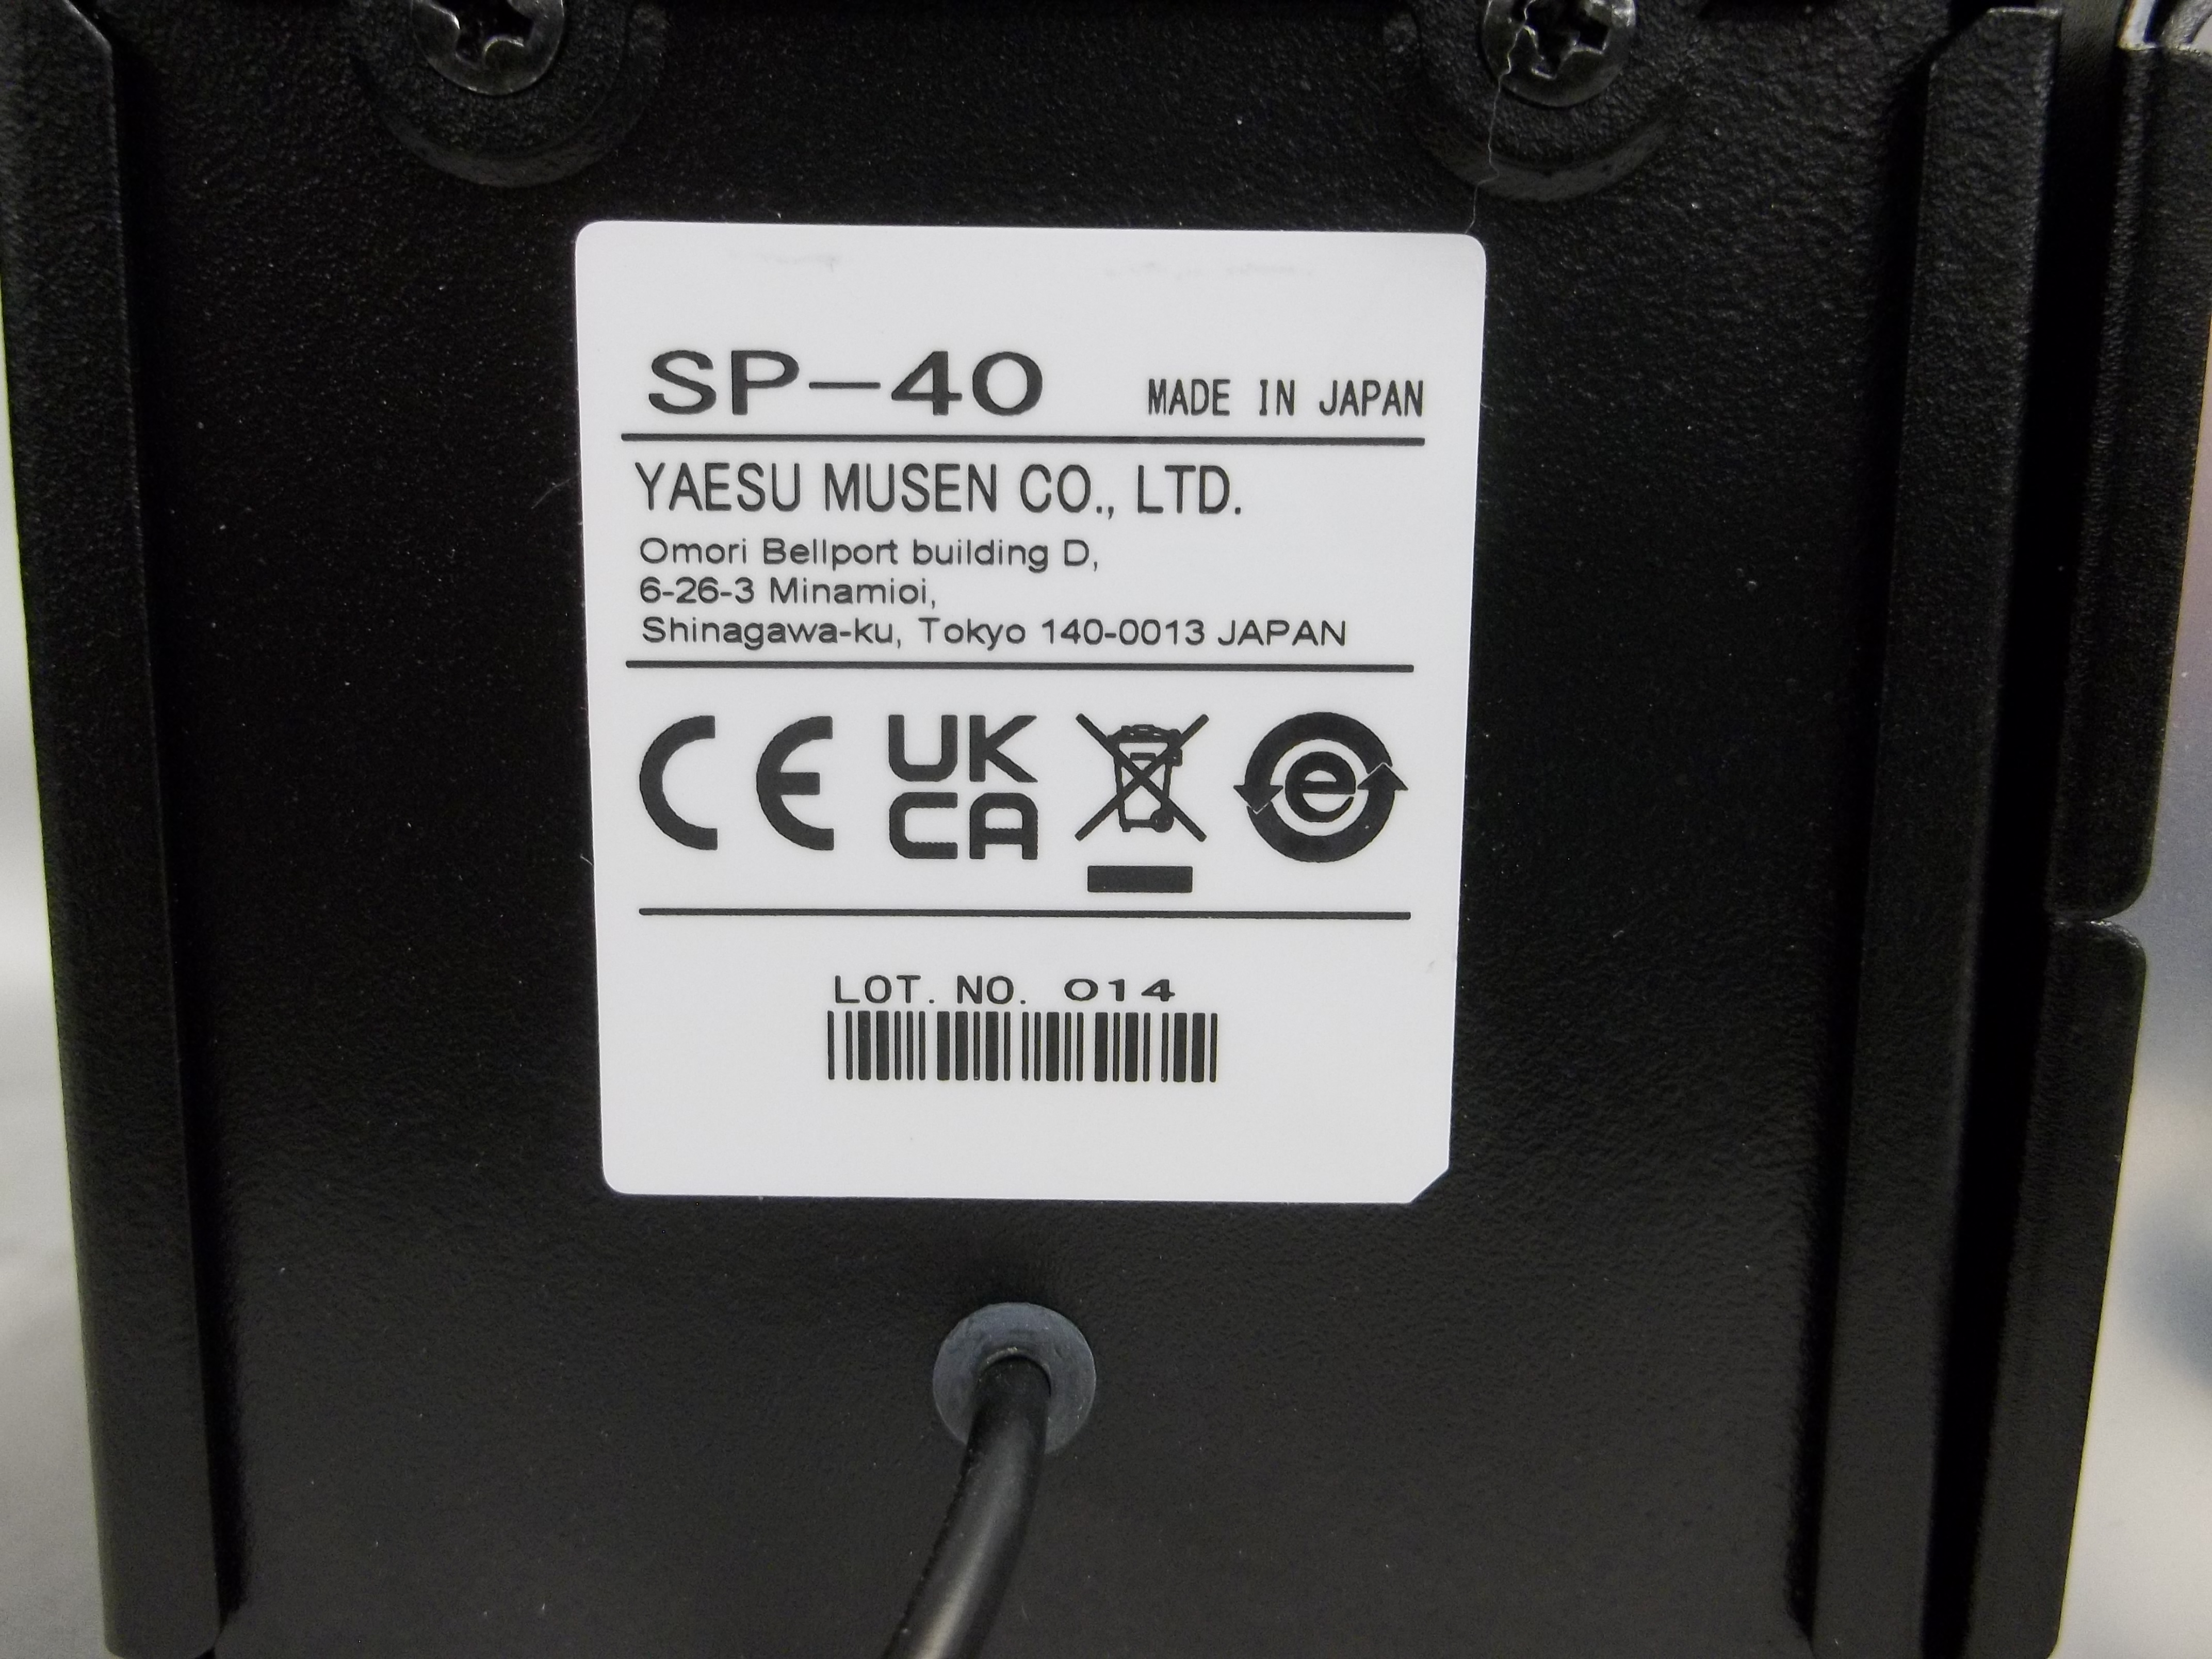 SP-40 MADE IN JAPAN
YAESU MUSEN CO., LTD.
Omori Bellport building D,
6-26-3 Minamioi,
Shinagawa-ku, Tokyo 140-0013 JAPAN
CE UK CA e
LOT. NO. 014